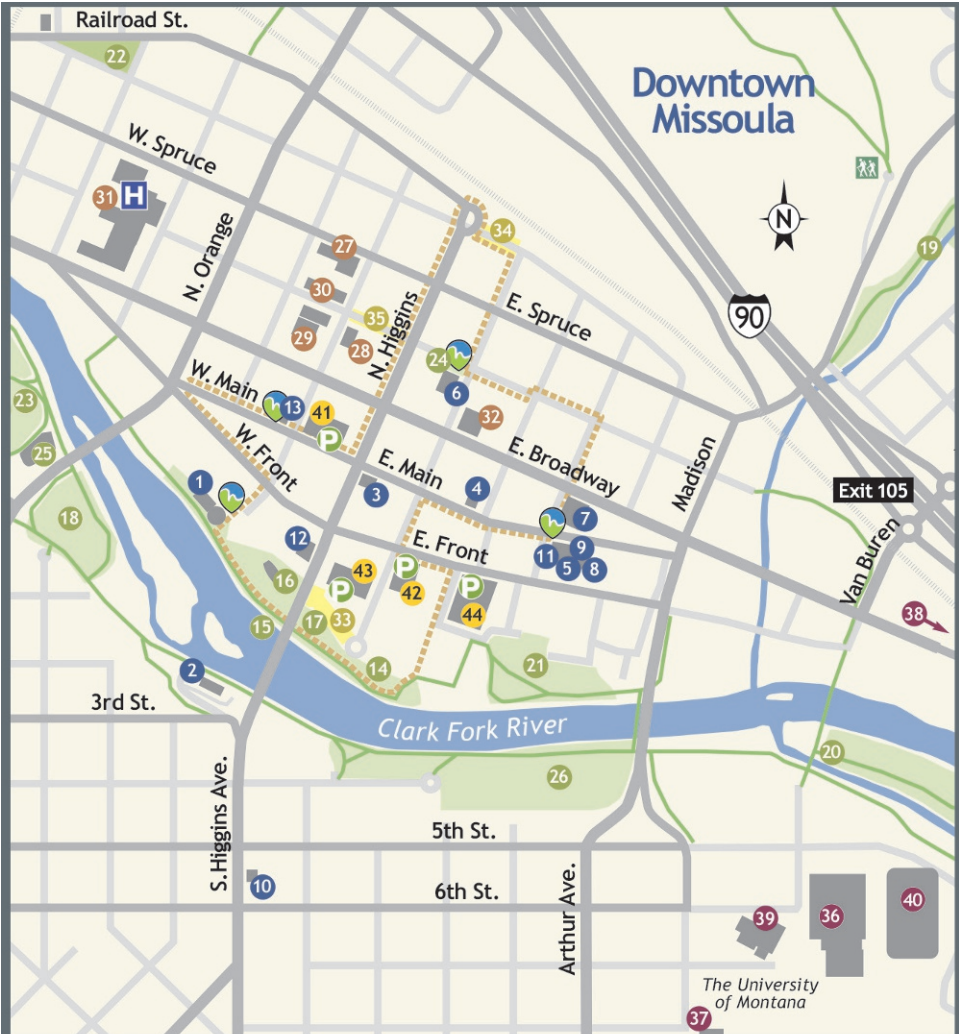 Railroad St.
22
Downtown
Missoula
W. Spruce
31
H
N. Orange
N
19
34
27
30
35
29
28
N. Higgins
E. Spruce
90
24
6
23
W. Main
13
41
P
32
W. Front
E. Broadway
Madison
25
1
3
E. Main
4
7
Exit 105
18
12
E. Front
11
9
5
8
Van Buren
16
43
P
P
42
P
44
38
15
17
33
2
14
21
3rd St.
Clark Fork River
20
26
S.Higgins Ave.
5th St.
10
6th St.
Arthur Ave.
39
36
40
The University
of Montana
37